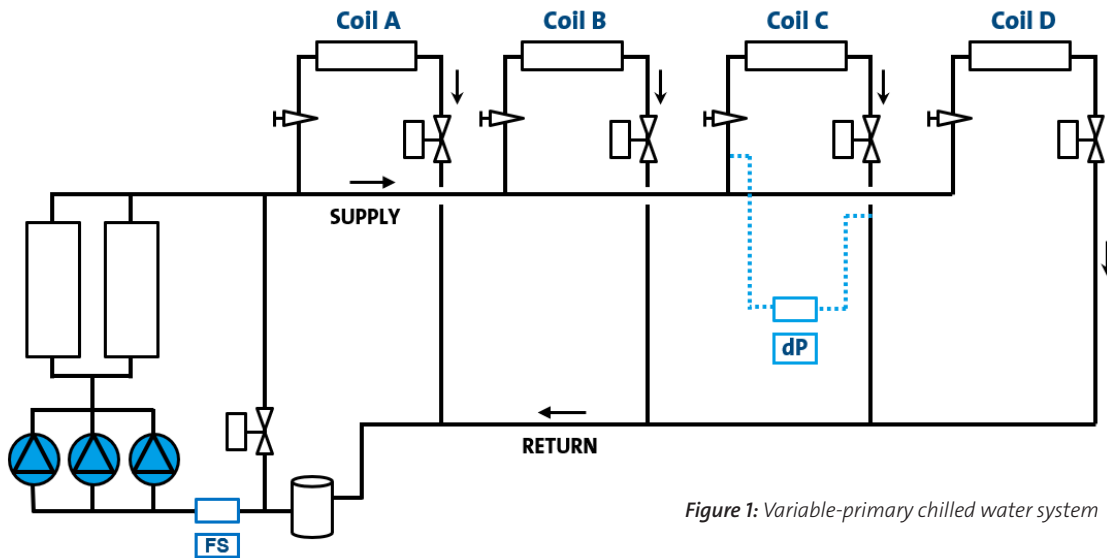 Coil A
Coil B
Coil C
Coil D
SUPPLY
dP
RETURN
FS
Figure 1: Variable-primary chilled water system